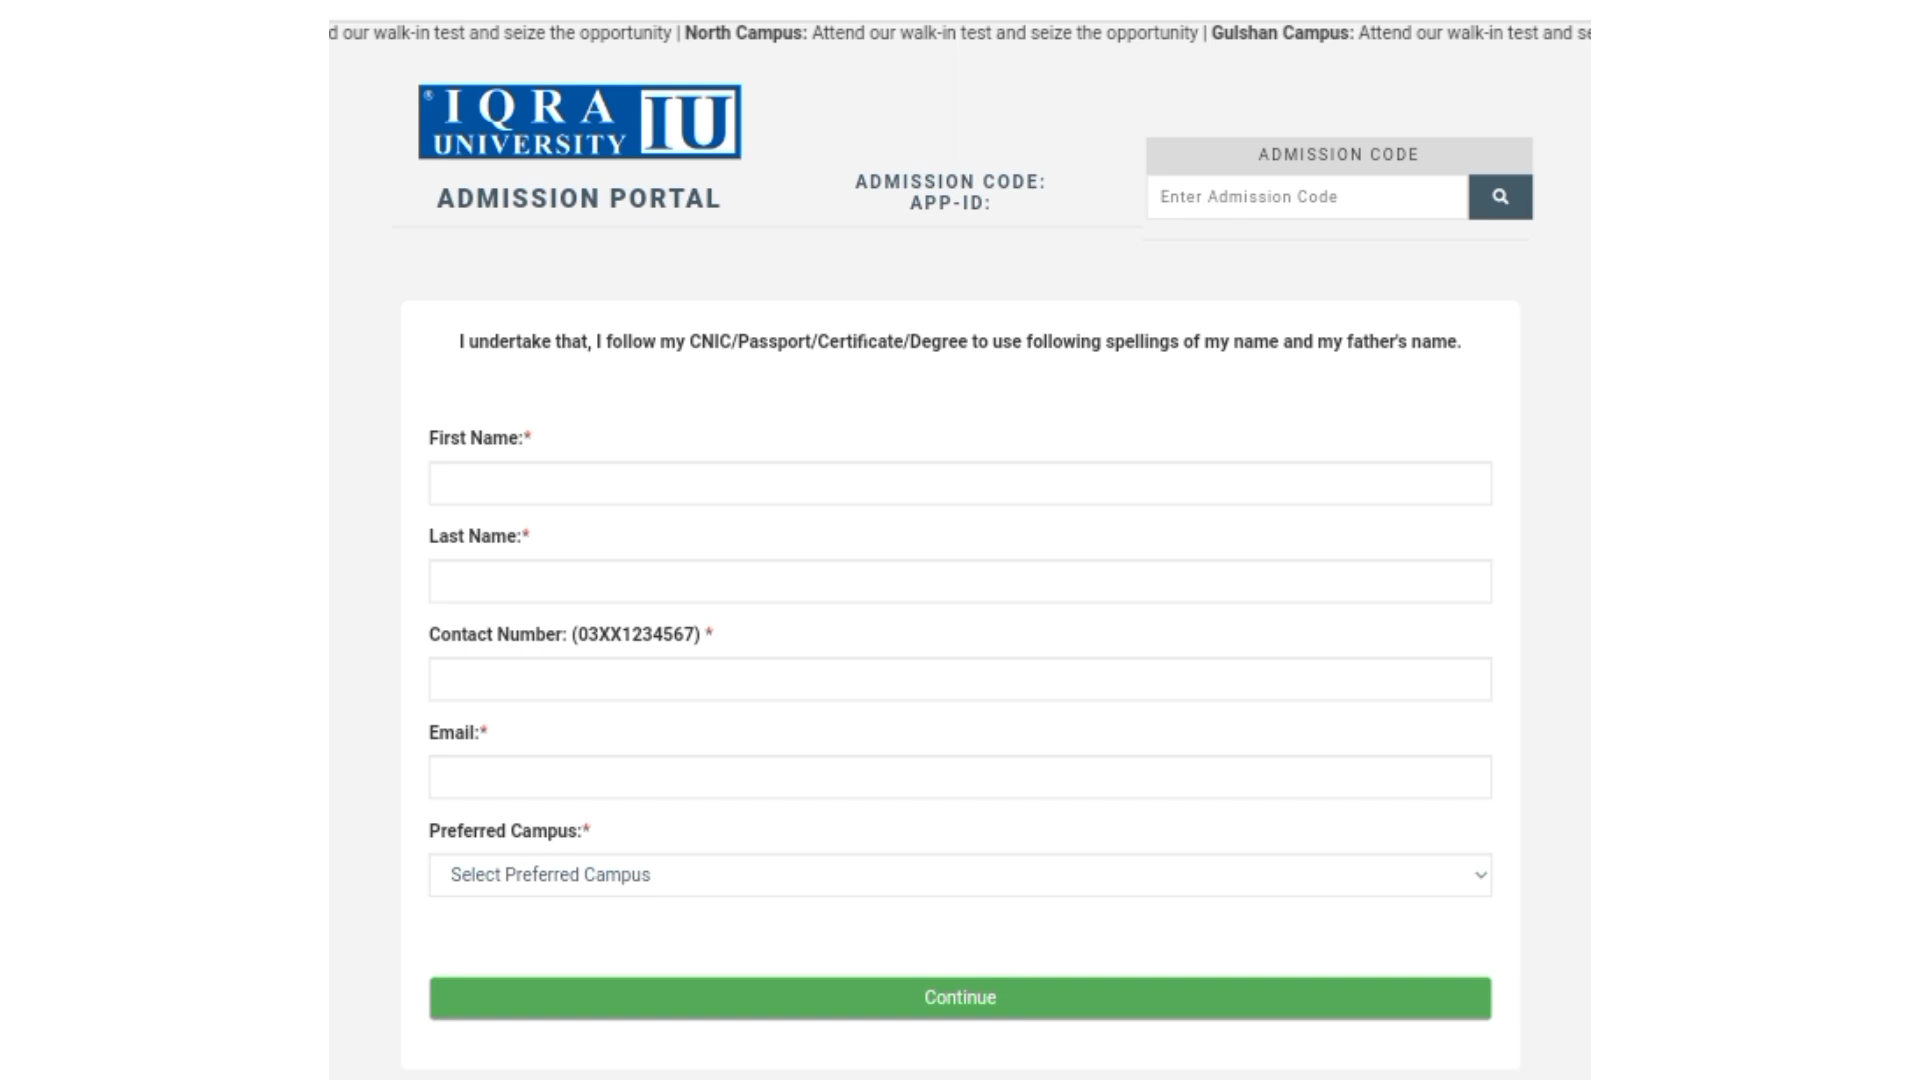 d our walk-in test and seize the opportunity | North Campus: Attend our walk-in test and seize the opportunity | Gulshan Campus: Attend our walk-in test and se
® IQRA
UNIVERSITY IU
ADMISSION PORTAL
ADMISSION CODE:
APP-ID:
ADMISSION CODE
Enter Admission Code
I undertake that, I follow my CNIC/Passport/Certificate/Degree to use following spellings of my name and my father's name.
First Name:*
Last Name:*
Contact Number: (03XX1234567) *
Email:*
Preferred Campus:*
Select Preferred Campus
Continue